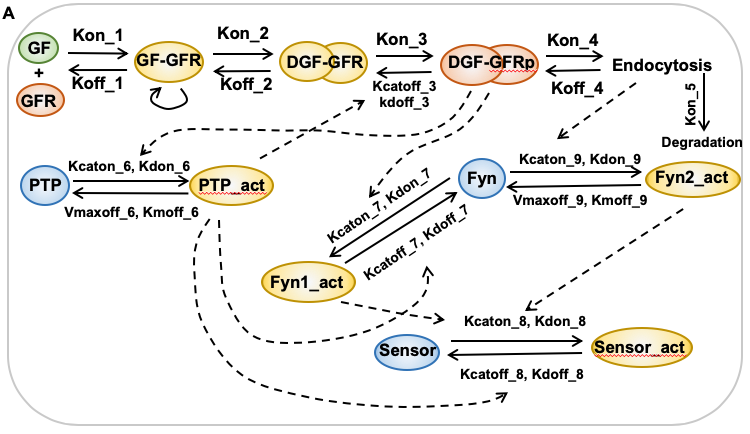 A
GF
+
GFR
Kon_1
Koff_1
GF-GFR
Kon_2
Koff_2
DGF-GFR
Kon_3
Kcatoff_3
kdoff_3
DGF-GFRp
Kon_4
Koff_4
Endocytosis
Kon_5
Degradation
PTP
Kcaton_6, Kdon_6
Vmaxoff_6, Kmoff_6
PTP_act
Fyn
Kcaton_9, Kdon_9
Vmaxoff_9, Kmoff_9
Fyn2_act
Kcaton_7, Kdon_7
Kcatoff_7, Kdoff_7
Fyn1_act
Sensor
Kcaton_8, Kdon_8
Kcatoff_8, Kdoff_8
Sensor_act